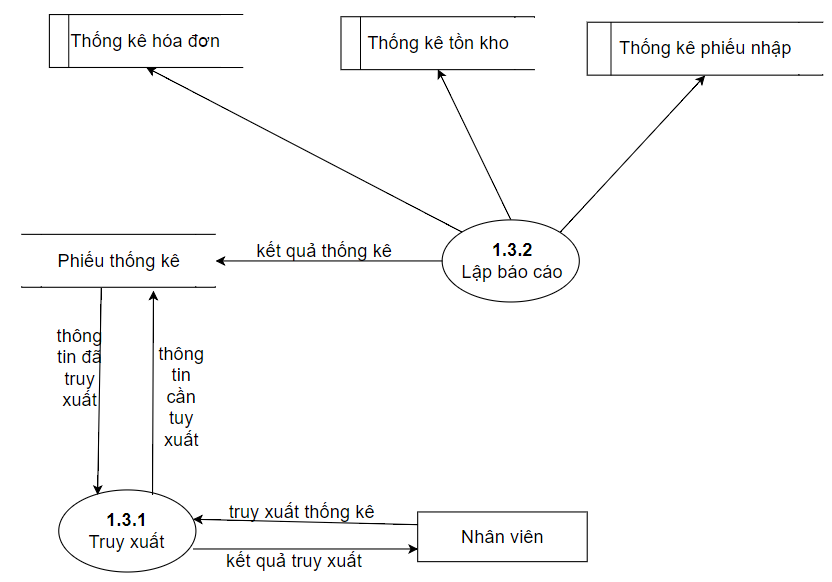 Thống kê hóa đơn
Thống kê tồn kho
Thống kê phiếu nhập
1.3.2
Lập báo cáo
kết quả thống kê
Phiếu thống kê
thông
tin đã
truy
xuất
thông
tin
cần
tuy
xuất
1.3.1
Truy xuất
truy xuất thống kê
kết quả truy xuất
Nhân viên